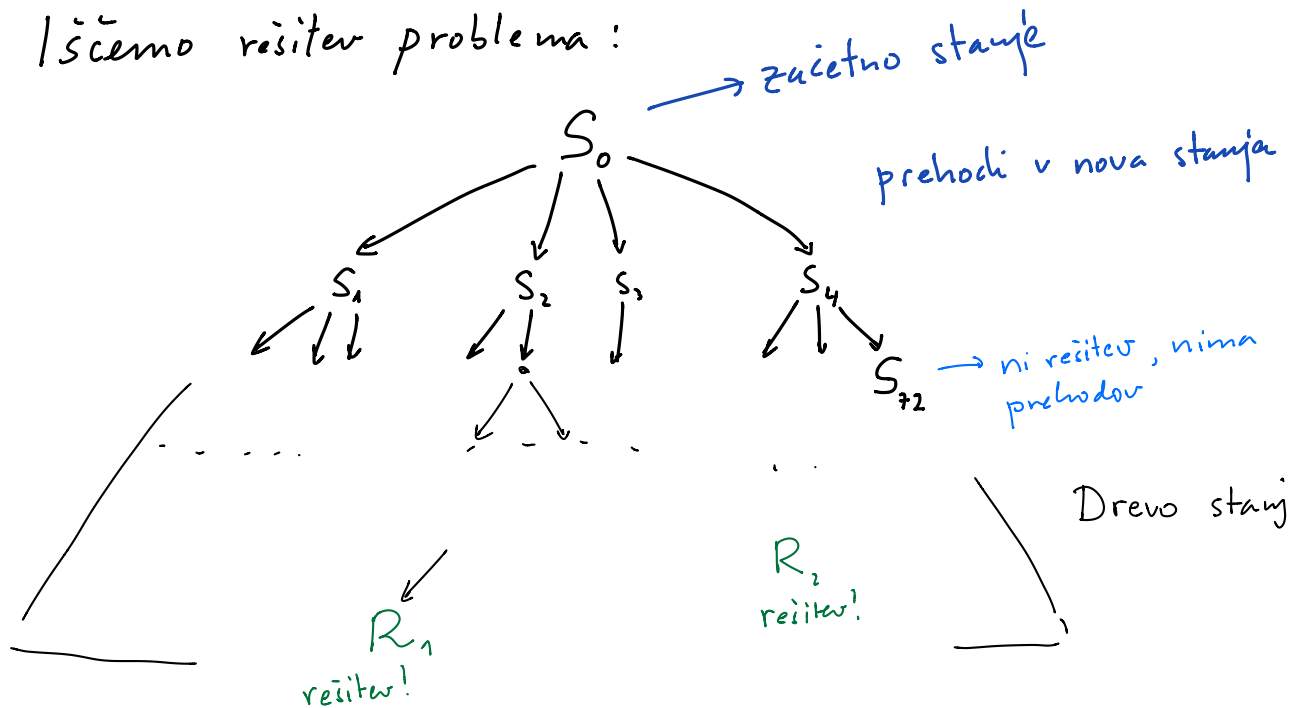 Iščemo rešitev problema:
začetno stanje
S₀
prehodi v nova stanja
S₁ S₂ S₃ S₄
S₇₂
ni rešitev, nima
prehodov
Drevo stanj
R₂
rešitev!
R₁
rešitev!